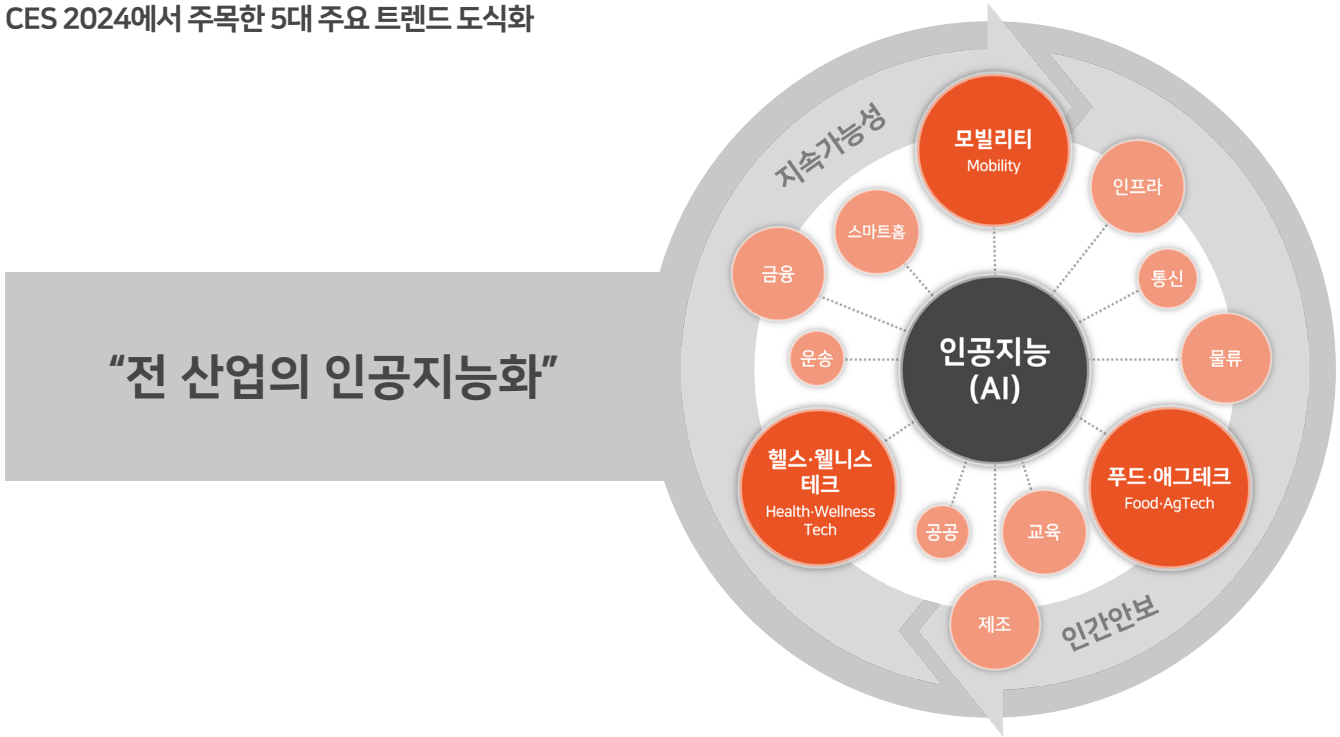 CES 2024에서 주목한 5대 주요 트렌드 도식화
“전 산업의 인공지능화”
지속가능성
모빌리티
Mobility
인프라
스마트홈
금융
통신
운송
인공지능
(AI)
물류
헬스·웰니스
테크
Health·Wellness
Tech
푸드·애그테크
Food·AgTech
공공
교육
제조
인간안보